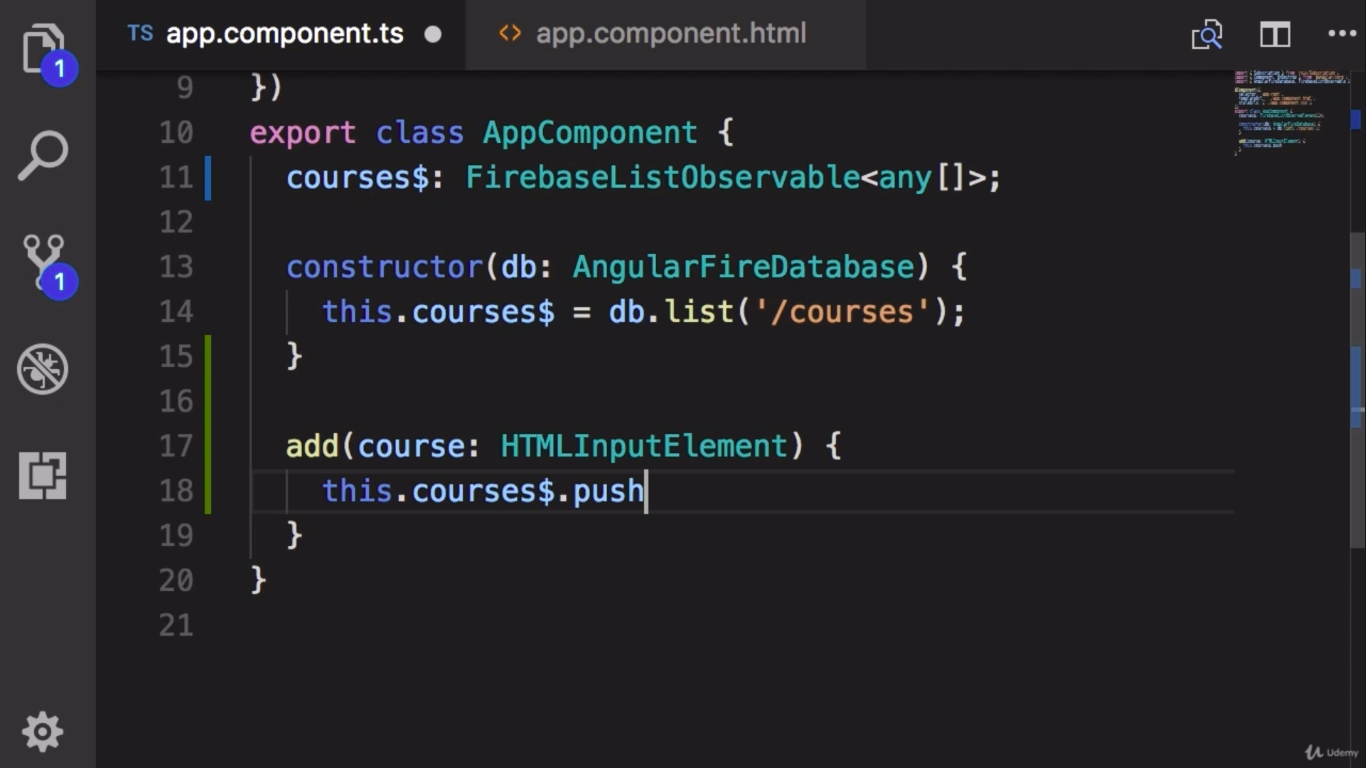 TS app.component.ts
<> app.component.html
1
1
9 })
10 export class AppComponent {
11 courses$: FirebaseListObservable<any[]>;
12
13 constructor(db: AngularFireDatabase) {
14 this.courses$ = db.list('/courses');
15 }
16
17 add(course: HTMLInputElement) {
18 this.courses$.push
19 }
20 }
21
Udemy